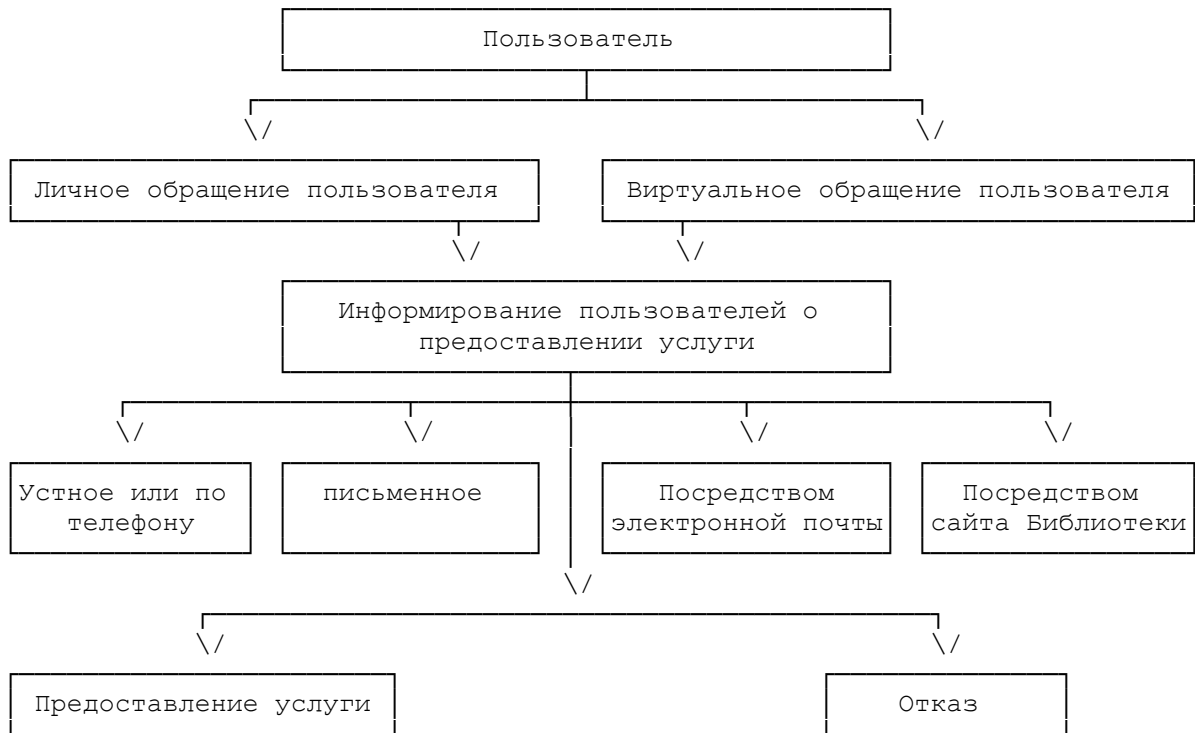 Пользователь
Личное обращение пользователя
Виртуальное обращение пользователя
Информирование пользователей о
предоставлении услуги
Устное или по
телефону
письменное
Посредством
электронной почты
Посредством
сайта Библиотеки
Предоставление услуги
Отказ